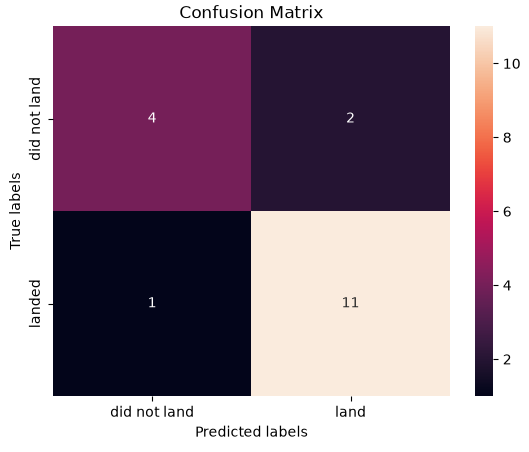 Confusion Matrix
True labels
did not land
landed
4
2
1
11
did not land
land
Predicted labels
10
8
6
4
2